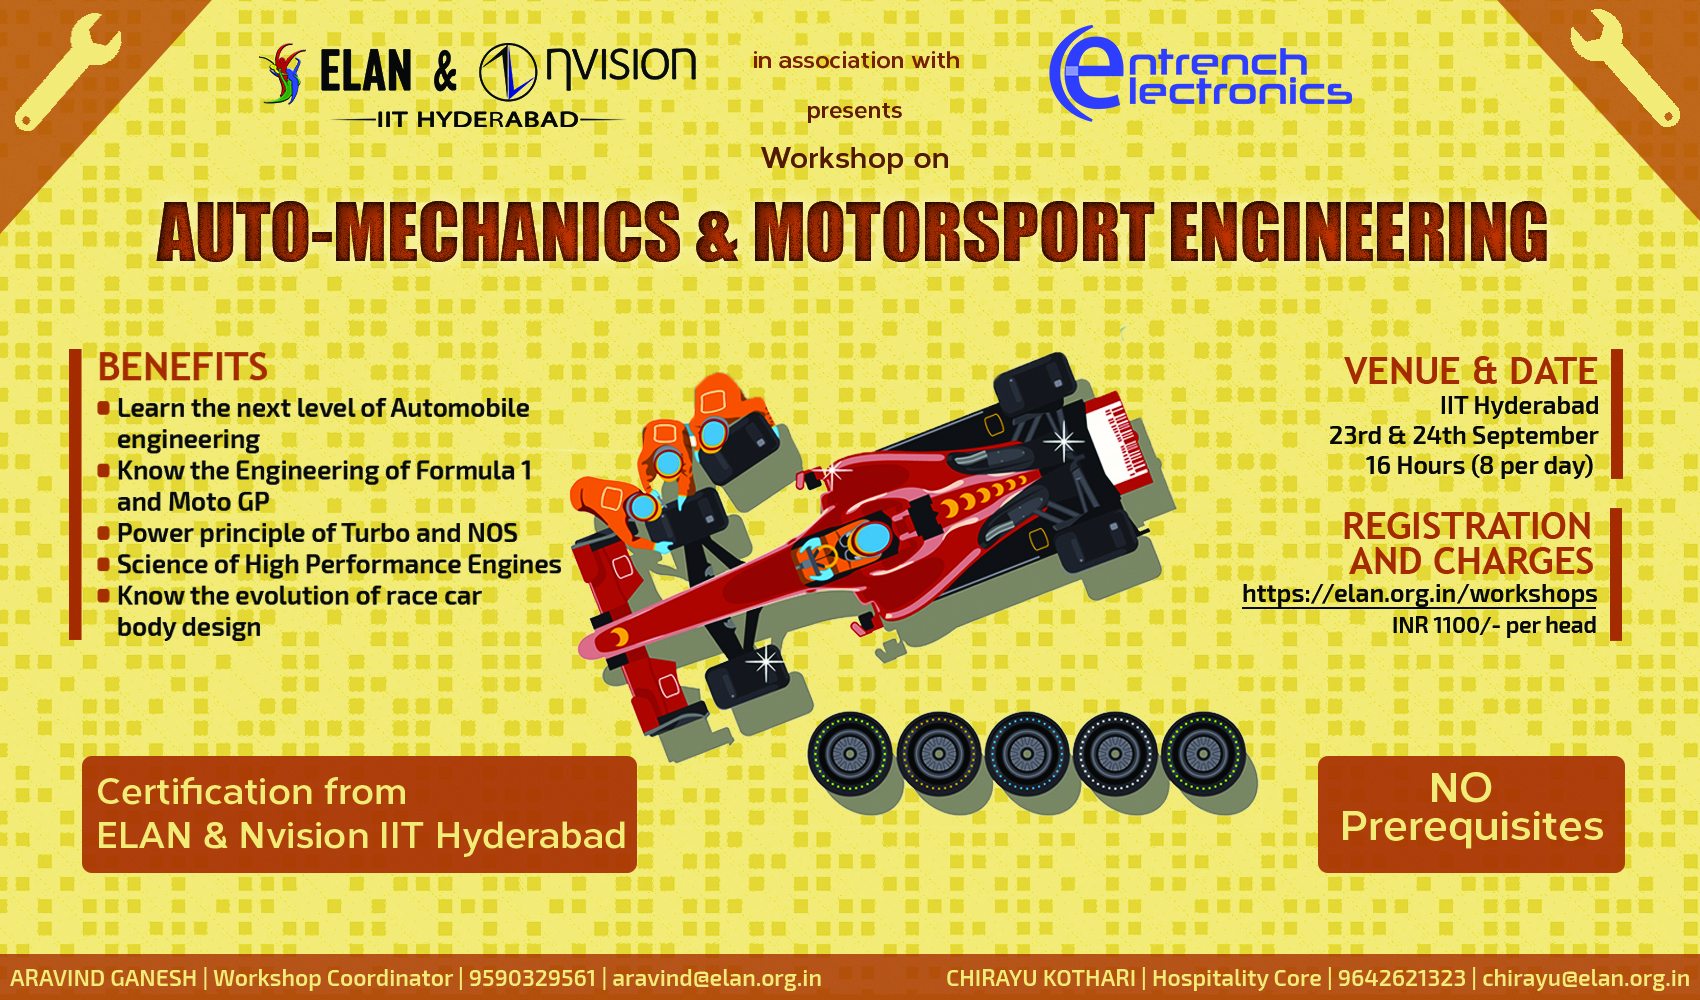 ELAN & ηVISION
IIT HYDERABAD
in association with
presents
Workshop on
entrench
electronics
AUTO-MECHANICS & MOTORSPORT ENGINEERING
BENEFITS
Learn the next level of Automobile
engineering
Know the Engineering of Formula 1
and Moto GP
Power principle of Turbo and NOS
Science of High Performance Engines
Know the evolution of race car
body design
VENUE & DATE
IIT Hyderabad
23rd & 24th September
16 Hours (8 per day)
REGISTRATION
AND CHARGES
https://elan.org.in/workshops
INR 1100/- per head
Certification from
ELAN & Nvision IIT Hyderabad
NO
Prerequisites
ARAVIND GANESH | Workshop Coordinator | 9590329561 | aravind@elan.org.in
CHIRAYU KOTHARI | Hospitality Core | 9642621323 | chirayu@elan.org.in